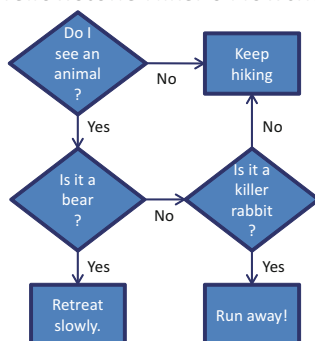 Do I
see an
animal
?
No
Keep
hiking
Yes
No
Is it a
bear
?
No
Is it a
killer
rabbit
?
Yes
Yes
Retreat
slowly.
Run away!